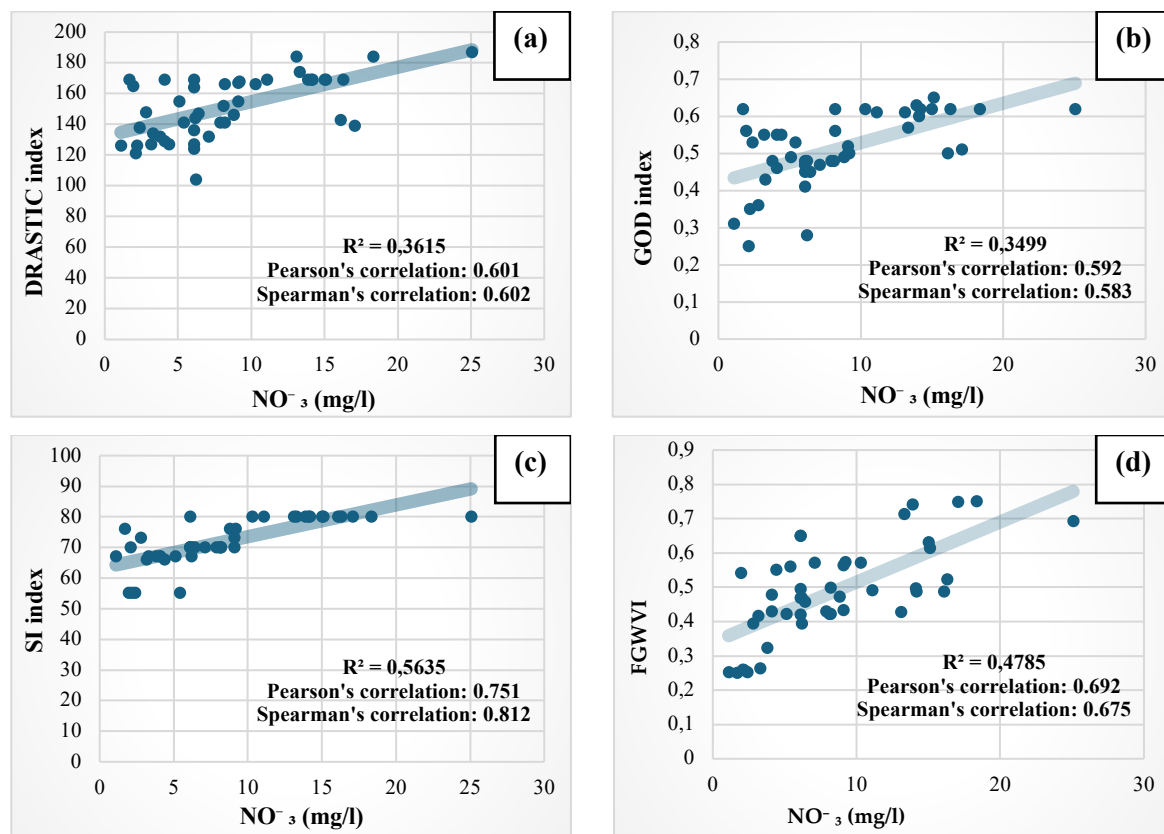 (a)
200
180
160
140
120
100
80
60
40
20
0
DRASTIC index
R² = 0,3615
Pearson's correlation: 0.601
Spearman's correlation: 0.602
0 5 10 15 20 25 30
NO⁻ ₃ (mg/l)
(b)
0,8
0,7
0,6
0,5
0,4
0,3
0,2
0,1
0
GOD index
R² = 0,3499
Pearson's correlation: 0.592
Spearman's correlation: 0.583
0 10 20 30
NO⁻ ₃ (mg/l)
(c)
100
90
80
70
60
50
40
30
20
10
0
SI index
R² = 0,5635
Pearson's correlation: 0.751
Spearman's correlation: 0.812
0 5 10 15 20 25 30
NO⁻ ₃ (mg/l)
(d)
0,9
0,8
0,7
0,6
0,5
0,4
0,3
0,2
0,1
0
FGWVI
R² = 0,4785
Pearson's correlation: 0.692
Spearman's correlation: 0.675
0 10 20 30
NO⁻ ₃ (mg/l)